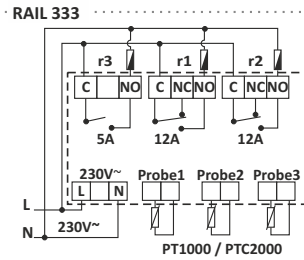 RAIL 333
r3 r1 r2
C NO C NC NO C NC NO
5A 12A 12A
230V~ Probe1 Probe2 Probe3
L N
L
N 230V~
PT1000 / PTC2000